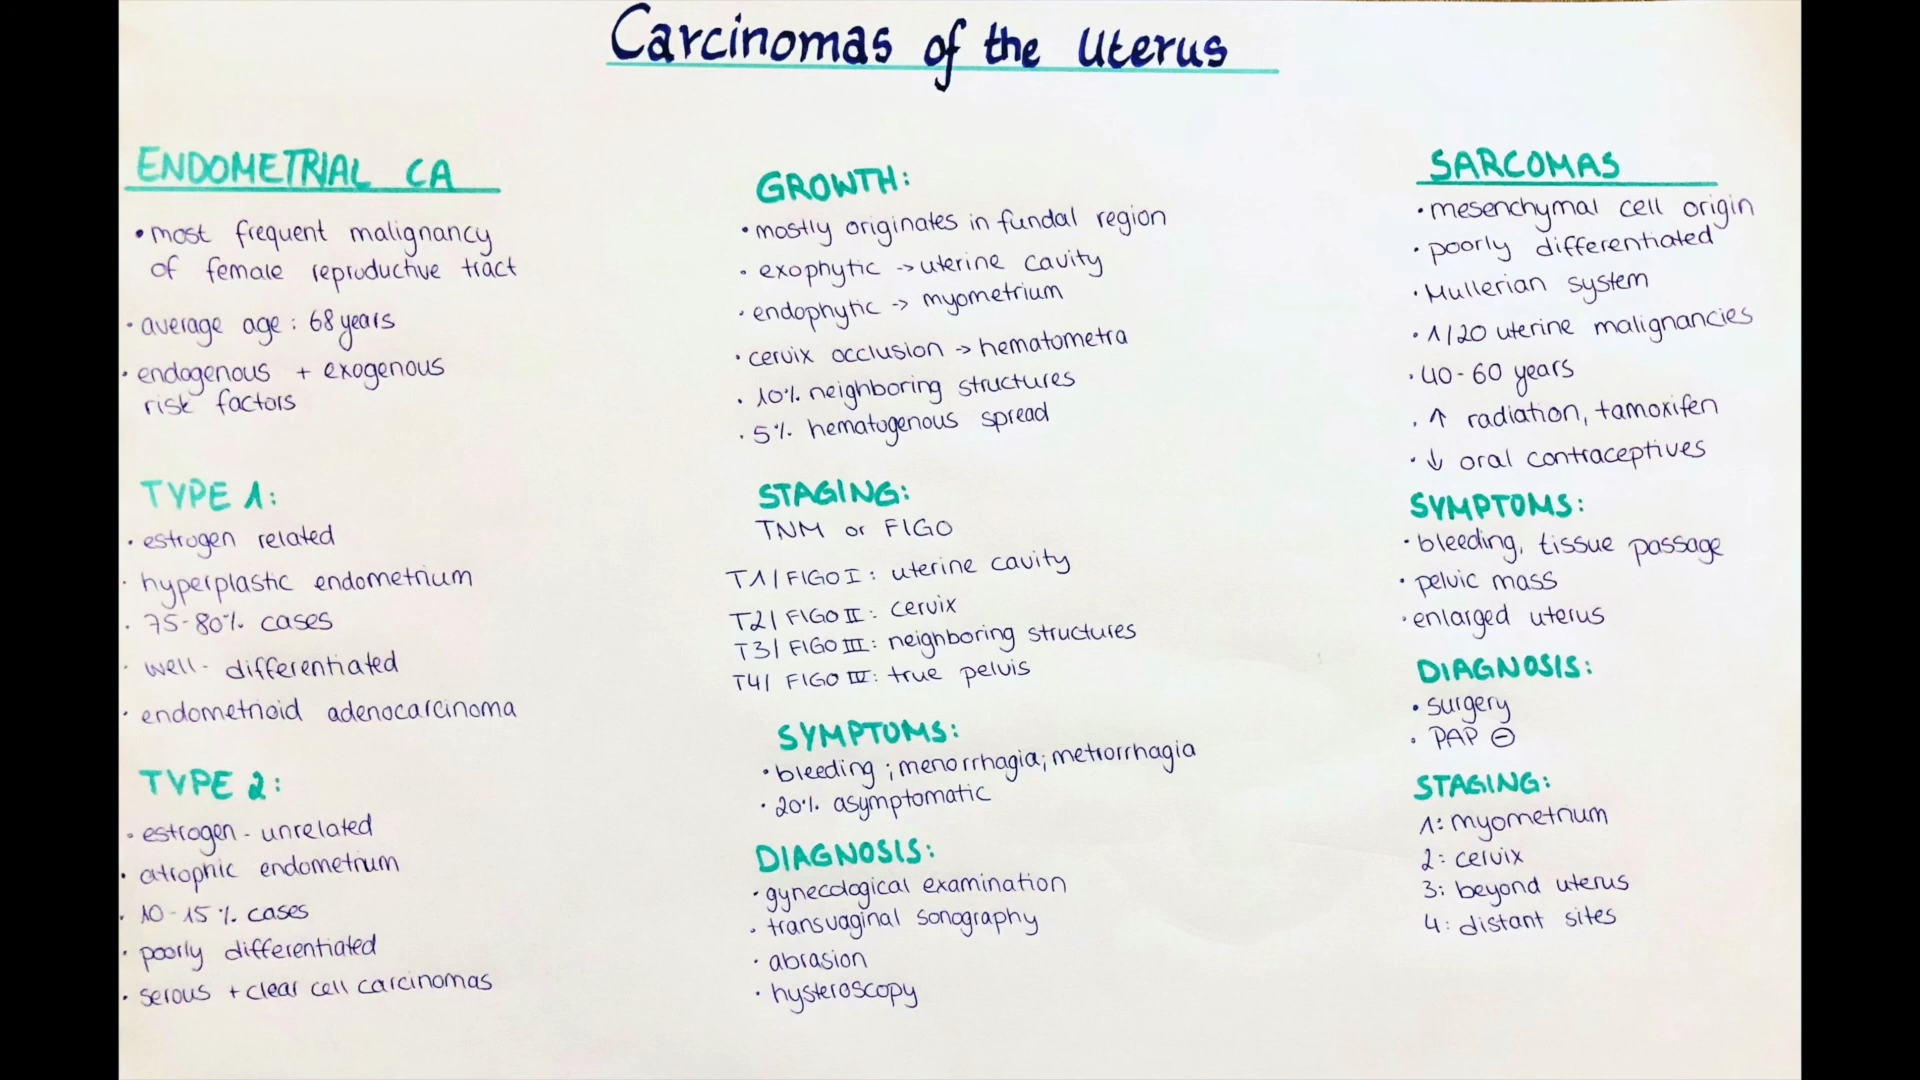 Carcinomas of the uterus
ENDOMETRIAL CA
• most frequent malignancy
of female reproductive tract
• average age: 68 years
• endogenous + exogenous
risk factors
TYPE 1:
• estrogen related
• hyperplastic endometrium
• 75-80% cases
• well-differentiated
• endometrioid adenocarcinoma
TYPE 2:
• estrogen-unrelated
• atrophic endometrium
• 10-15% cases
• poorly differentiated
• serous + clear cell carcinomas
GROWTH:
• mostly originates in fundal region
• exophytic -> uterine cavity
• endophytic -> myometrium
• cervix occlusion -> hematometra
• 10% neighboring structures
• 5% hematogenous spread
STAGING:
TNM or FIGO
T1/ FIGO I: uterine cavity
T2/ FIGO II: cervix
T3/ FIGO III: neighboring structures
T4/ FIGO IV: true pelvis
SYMPTOMS:
• bleeding; menorrhagia; metrorrhagia
• 20% asymptomatic
DIAGNOSIS:
• gynecological examination
• transvaginal sonography
• abrasion
• hysteroscopy
SARCOMAS
• mesenchymal cell origin
• poorly differentiated
• Mullerian system
• 1/20 uterine malignancies
• 40-60 years
• ↑ radiation, tamoxifen
• ↓ oral contraceptives
SYMPTOMS:
• bleeding, tissue passage
• pelvic mass
• enlarged uterus
DIAGNOSIS:
• surgery
• PAP ⊖
STAGING:
1: myometrium
2: cervix
3: beyond uterus
4: distant sites